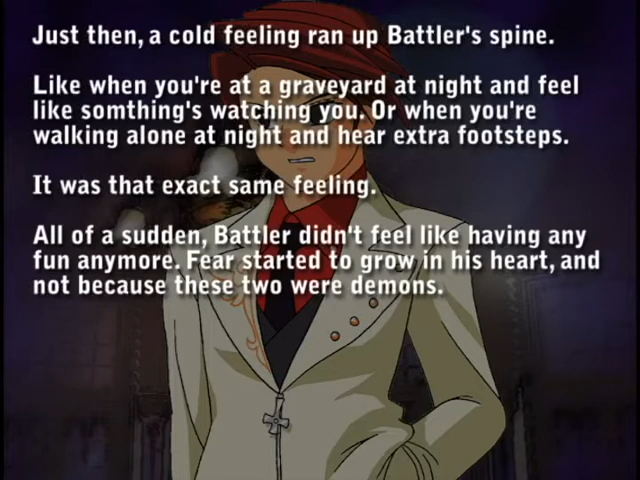 Just then, a cold feeling ran up Battler's spine.
Like when you're at a graveyard at night and feel
like somthing's watching you. Or when you're
walking alone at night and hear extra footsteps.
It was that exact same feeling.
All of a sudden, Battler didn't feel like having any
fun anymore. Fear started to grow in his heart, and
not because these two were demons.